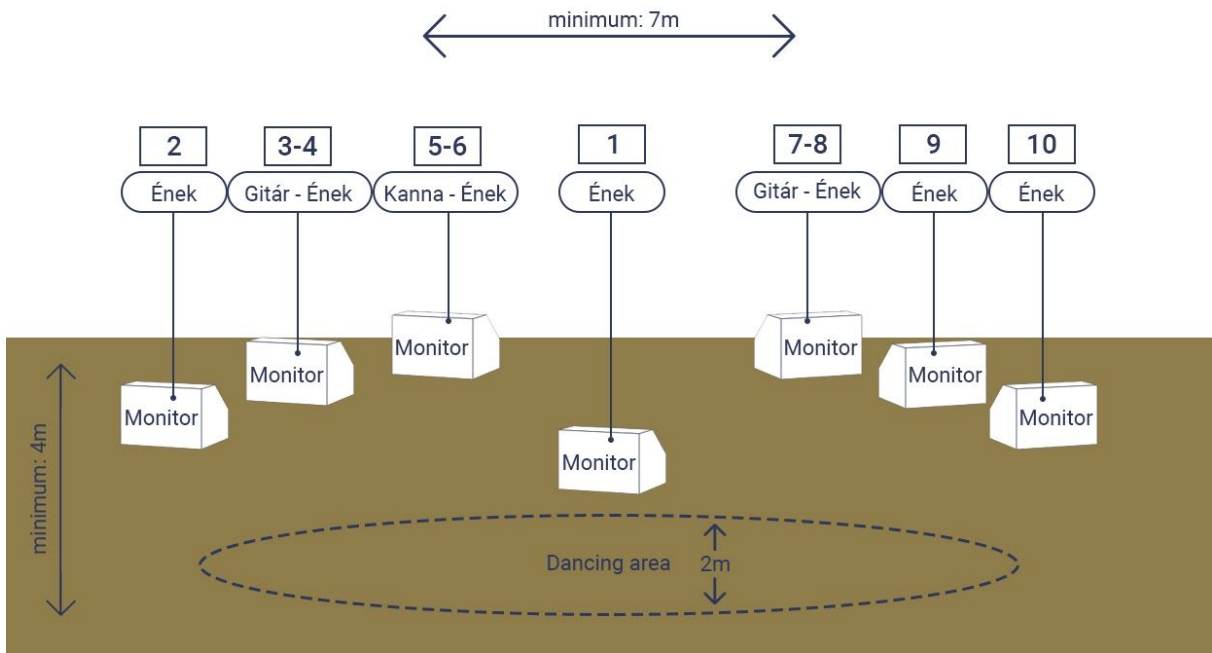 minimum: 7m
2
3-4
5-6
1
7-8
9
10
Ének
Gitár - Ének
Kanna - Ének
Ének
Gitár - Ének
Ének
Ének
Monitor
Monitor
Monitor
Monitor
Monitor
Monitor
Monitor
minimum: 4m
Dancing area
2m